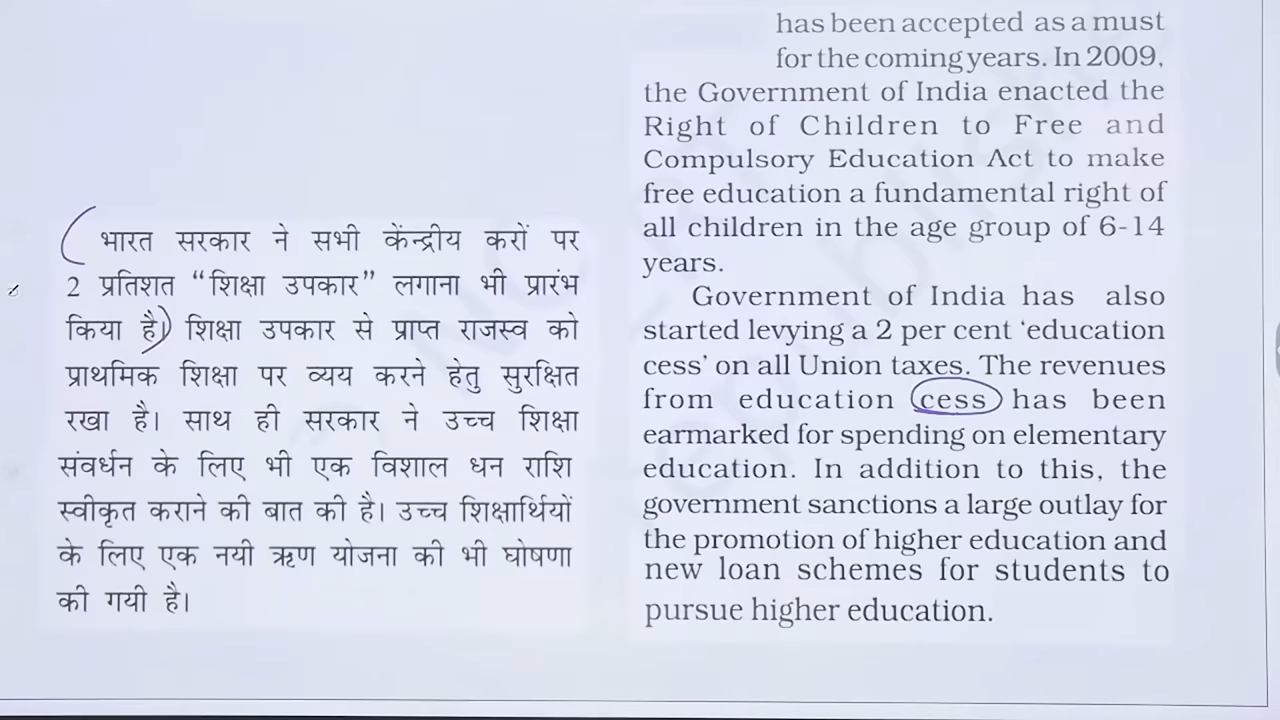 भारत सरकार ने सभी केंन्द्रीय करों पर
2 प्रतिशत “शिक्षा उपकार” लगाना भी प्रारंभ
किया है। शिक्षा उपकार से प्राप्त राजस्व को
प्राथमिक शिक्षा पर व्यय करने हेतु सुरक्षित
रखा है। साथ ही सरकार ने उच्च शिक्षा
संवर्धन के लिए भी एक विशाल धन राशि
स्वीकृत कराने की बात की है। उच्च शिक्षार्थियों
के लिए एक नयी ऋण योजना की भी घोषणा
की गयी है।
has been accepted as a must
for the coming years. In 2009,
the Government of India enacted the
Right of Children to Free and
Compulsory Education Act to make
free education a fundamental right of
all children in the age group of 6-14
years.
Government of India has also
started levying a 2 per cent ‘education
cess’ on all Union taxes. The revenues
from education cess has been
earmarked for spending on elementary
education. In addition to this, the
government sanctions a large outlay for
the promotion of higher education and
new loan schemes for students to
pursue higher education.